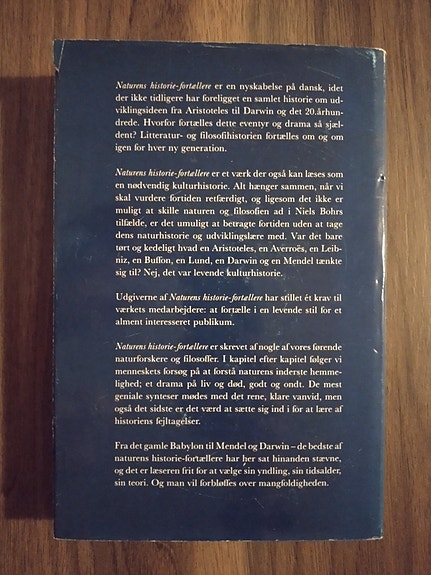 Naturens historie-fortællere er en nyskabelse på dansk, idet
der ikke tidligere har foreligget en samlet historie om ud-
viklingsideen fra Aristoteles til Darwin og det 20.århun-
drede. Hvorfor fortælles dette eventyr og drama så sjæl-
dent? Litteratur- og filosofihistorien fortælles om og om
igen for hver ny generation.
Naturens historie-fortællere er et værk der også kan læses som
en nødvendig kulturhistorie. Alt hænger sammen, når vi
skal vurdere fortiden retfærdigt, og ligesom det ikke er
muligt at skille naturen og filosofien ad i Niels Bohrs
tilfælde, er det umuligt at betragte fortiden uden at tage
dens naturhistorie og udviklingslære med. Var det bare
tørt og kedeligt hvad en Aristoteles, en Averroës, en Leib-
niz, en Buffon, en Lund, en Darwin og en Mendel tænkte
sig til? Nej, det var levende kulturhistorie.
Udgiverne af Naturens historie-fortællere har stillet ét krav til
værkets medarbejdere: at fortælle i en levende stil for et
alment interesseret publikum.
Naturens historie-fortællere er skrevet af nogle af vores førende
naturforskere og filosoffer. I kapitel efter kapitel følger vi
menneskets forsøg på at forstå naturens inderste hemme-
lighed; et drama på liv og død, godt og ondt. De mest
geniale synteser mødes med det rene, klare vanvid, men
også det sidste er det værd at sætte sig ind i for at lære af
historiens fejltagelser.
Fra det gamle Babylon til Mendel og Darwin – de bedste af
naturens historie-fortællere har her sat hinanden stævne,
og det er læseren frit for at vælge sin yndling, sin tidsalder,
sin teori. Og man vil forbløffes over mangfoldigheden.